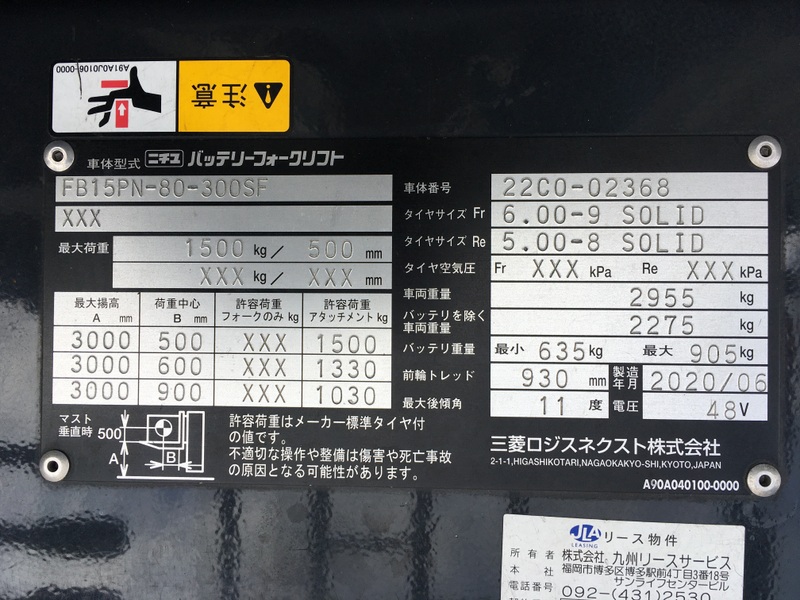 A91A0J0106-0000
注意
車体型式 ニチユ バッテリーフォークリフト
FB15PN-80-300SF
XXX
最大荷重 1500 kg／ 500 mm
XXX kg／ XXX mm
最大揚高 A mm 荷重中心 B mm 許容荷重 フォークのみ kg 許容荷重 アタッチメント kg
3000 500 XXX 1500
3000 600 XXX 1330
3000 900 XXX 1030
マスト垂直時 500 A B
許容荷重はメーカー標準タイヤ付
の値です。
不適切な操作や整備は傷害や死亡事故
の原因となる可能性があります。
車体番号 22C0-02368
タイヤサイズ Fr 6.00-9 SOLID
タイヤサイズ Re 5.00-8 SOLID
タイヤ空気圧 Fr XXX kPa Re XXX kPa
車両重量 2955 kg
バッテリを除く車両重量 2275 kg
バッテリ重量 最小 635 kg 最大 905 kg
前輪トレッド 930 mm 製造年月 2020/06
最大後傾角 11 度 電圧 48 V
三菱ロジスネクスト株式会社
2-1-1,HIGASHIKOTARI,NAGAOKAKYO-SHI,KYOTO,JAPAN
A90A040100-0000
JLA LEASING リース物件
所有者 株式会社 九州リースサービス
本社 福岡市博多区博多駅前4丁目3番18号
サンライフセンタービル
電話番号 092-(431)2530